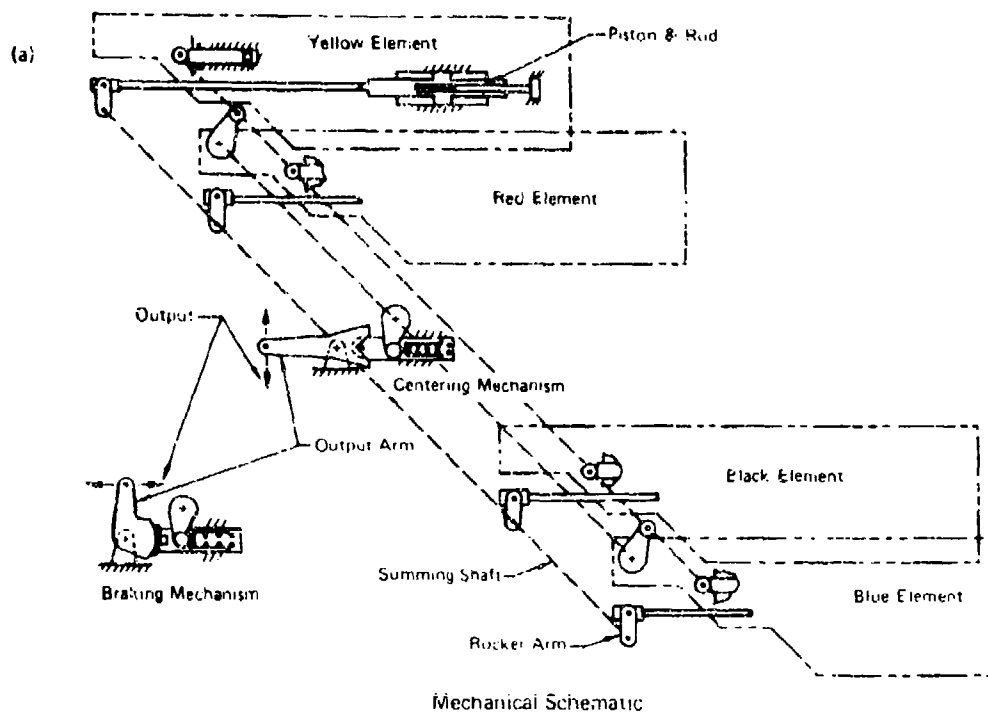 (a)
Yellow Element
Piston & Rod
Red Element
Output
Centering Mechanism
Output Arm
Black Element
Summing Shaft
Braking Mechanism
Blue Element
Rocker Arm
Mechanical Schematic